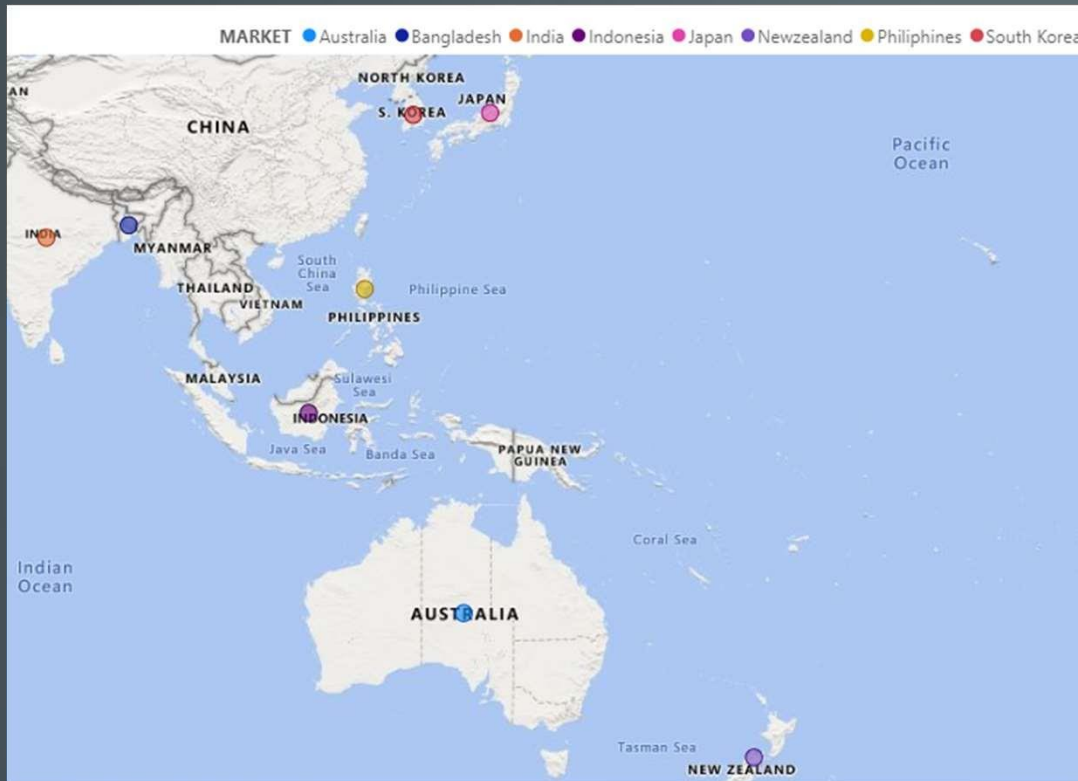 MARKET Australia Bangladesh India Indonesia Japan Newzealand Philiphines South Korea
AN
NORTH KOREA
JAPAN
S. KOREA
CHINA
Pacific
Ocean
INDIA
MYANMAR
South
China
Sea
THAILAND
Philippine Sea
VIETNAM
PHILIPPINES
MALAYSIA
Sulawesi
Sea
INDONESIA
Java Sea
Banda Sea
PAPUA NEW
GUINEA
Coral Sea
Indian
Ocean
AUSTRALIA
Tasman Sea
NEW ZEALAND